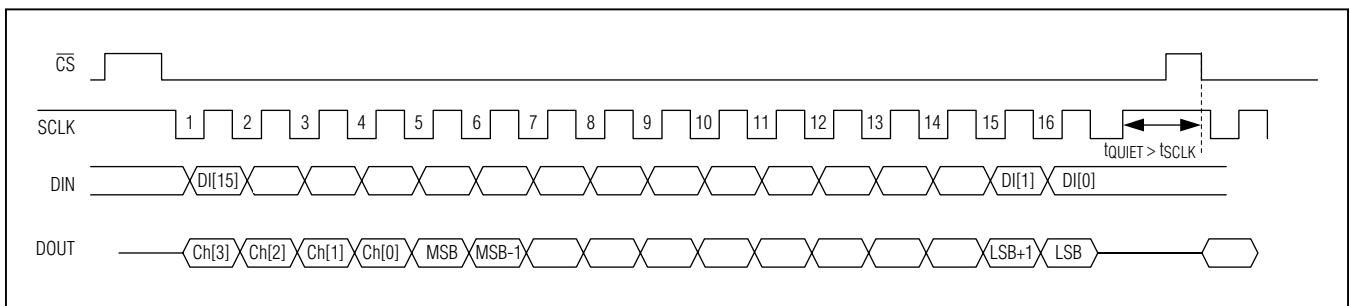 CS
SCLK 1 2 3 4 5 6 7 8 9 10 11 12 13 14 15 16
tQUIET > tSCLK
DIN DI[15] DI[1] DI[0]
DOUT Ch[3] Ch[2] Ch[1] Ch[0] MSB MSB-1 LSB+1 LSB